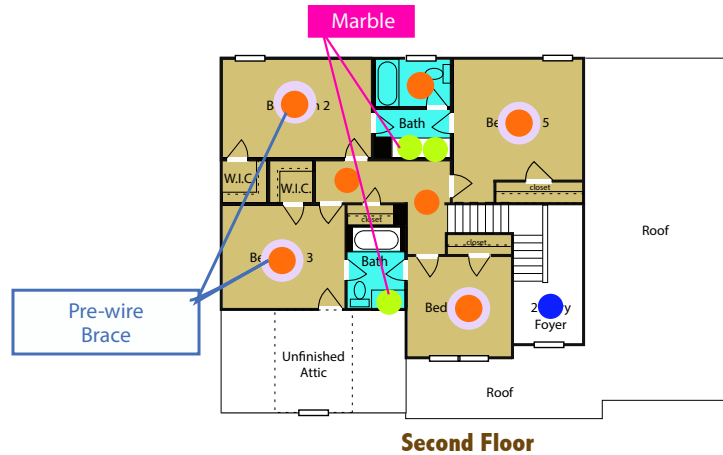 Marble
Bath
W.I.C.
W.I.C.
closet
closet
closet
Bath
Roof
Pre-wire
Brace
Foyer
Unfinished
Attic
Roof
Second Floor